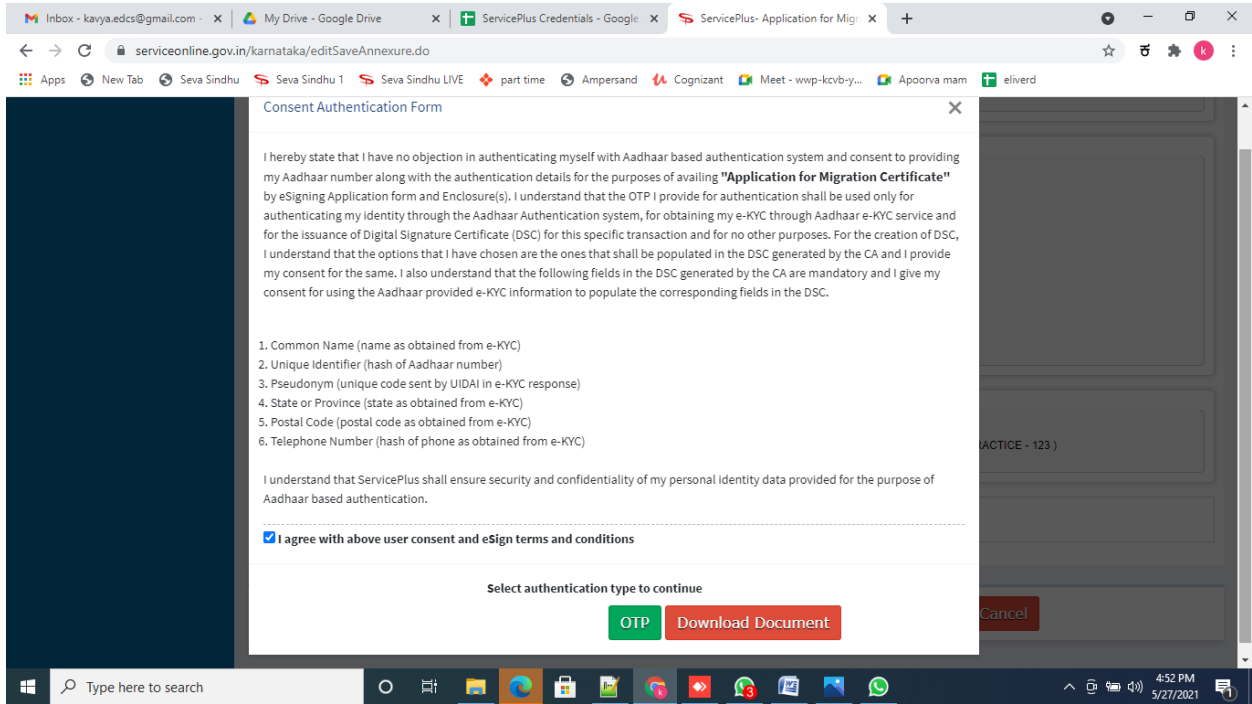 Inbox - kavya.edcs@gmail.com -
My Drive - Google Drive
ServicePlus Credentials - Google
ServicePlus- Application for Migr
serviceonline.gov.in/karnataka/editSaveAnnexure.do
ಠ
k
Apps
New Tab
Seva Sindhu
Seva Sindhu 1
Seva Sindhu LIVE
part time
Ampersand
Cognizant
Meet - wwp-kcvb-y...
Apoorva mam
eliverd
Consent Authentication Form
I hereby state that I have no objection in authenticating myself with Aadhaar based authentication system and consent to providing
my Aadhaar number along with the authentication details for the purposes of availing "Application for Migration Certificate"
by eSigning Application form and Enclosure(s). I understand that the OTP I provide for authentication shall be used only for
authenticating my identity through the Aadhaar Authentication system, for obtaining my e-KYC through Aadhaar e-KYC service and
for the issuance of Digital Signature Certificate (DSC) for this specific transaction and for no other purposes. For the creation of DSC,
I understand that the options that I have chosen are the ones that shall be populated in the DSC generated by the CA and I provide
my consent for the same. I also understand that the following fields in the DSC generated by the CA are mandatory and I give my
consent for using the Aadhaar provided e-KYC information to populate the corresponding fields in the DSC.
1. Common Name (name as obtained from e-KYC)
2. Unique Identifier (hash of Aadhaar number)
3. Pseudonym (unique code sent by UIDAI in e-KYC response)
4. State or Province (state as obtained from e-KYC)
5. Postal Code (postal code as obtained from e-KYC)
6. Telephone Number (hash of phone as obtained from e-KYC)
RACTICE - 123 )
I understand that ServicePlus shall ensure security and confidentiality of my personal identity data provided for the purpose of
Aadhaar based authentication.
I agree with above user consent and eSign terms and conditions
Select authentication type to continue
OTP
Download Document
Cancel
Type here to search
3
4:52 PM
5/27/2021
1